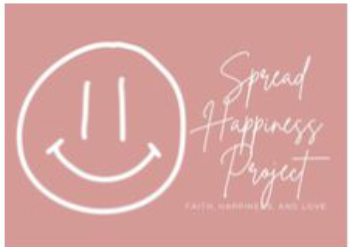 Spread
Happiness
Project
FAITH, HAPPINESS, AND LOVE